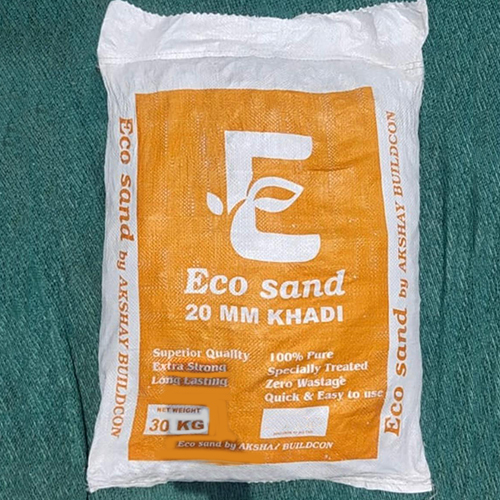 E
Eco sand
20 MM KHADI
Superior Quality
Extra Strong
Long Lasting
100% Pure
Specially Treated
Zero Wastage
Quick & Easy to use
NET WEIGHT
30 KG
Eco sand by AKSHAY BUILDCON
Eco sand by AKSHAY BUILDCON
Eco sand by AKSHAY BUILDCON